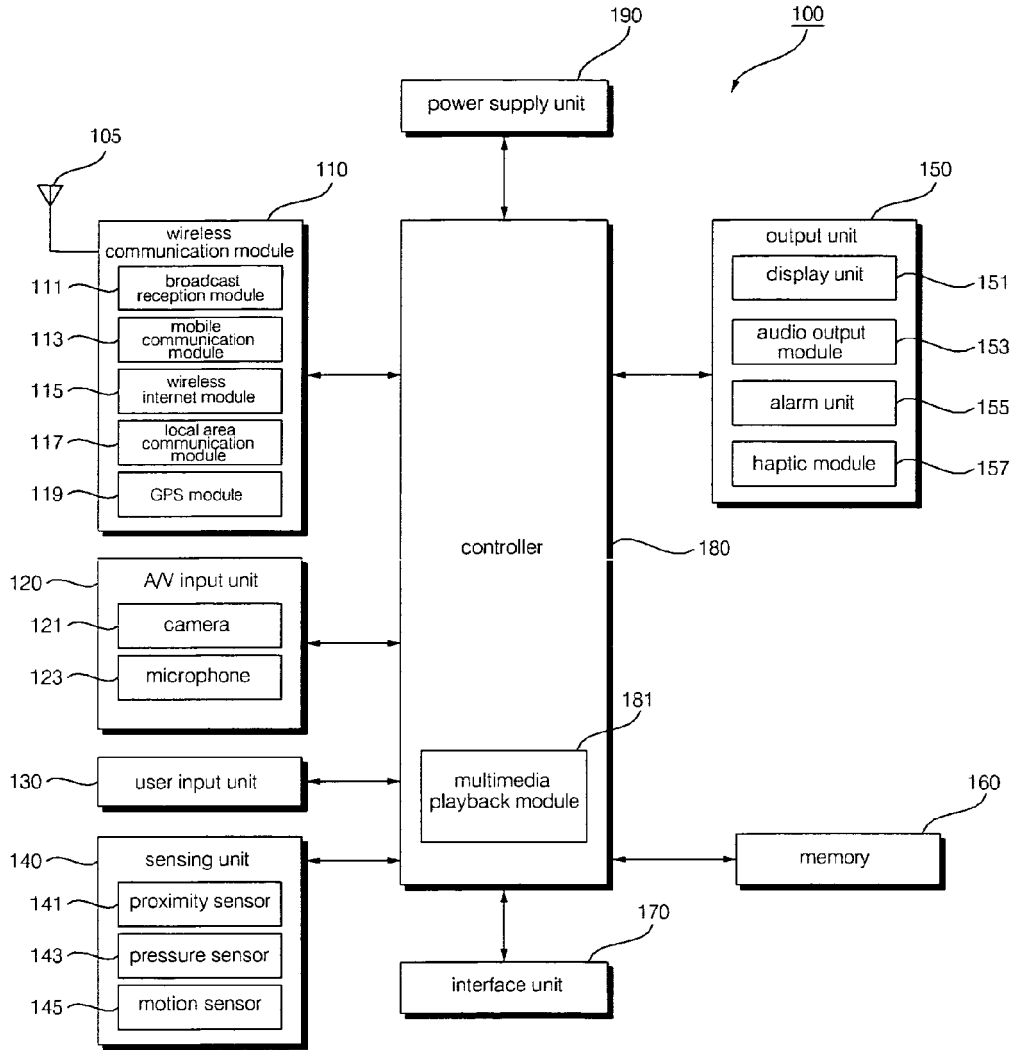 190
100
power supply unit
105
110
150
wireless
communication module
output unit
111
broadcast
reception module
display unit
151
113
mobile
communication
module
audio output
module
153
115
wireless
internet module
alarm unit
155
117
local area
communication
module
haptic module
157
119
GPS module
controller
180
120
A/V input unit
121
camera
123
microphone
181
multimedia
playback module
130
user input unit
160
memory
140
sensing unit
141
proximity sensor
143
pressure sensor
145
motion sensor
170
interface unit